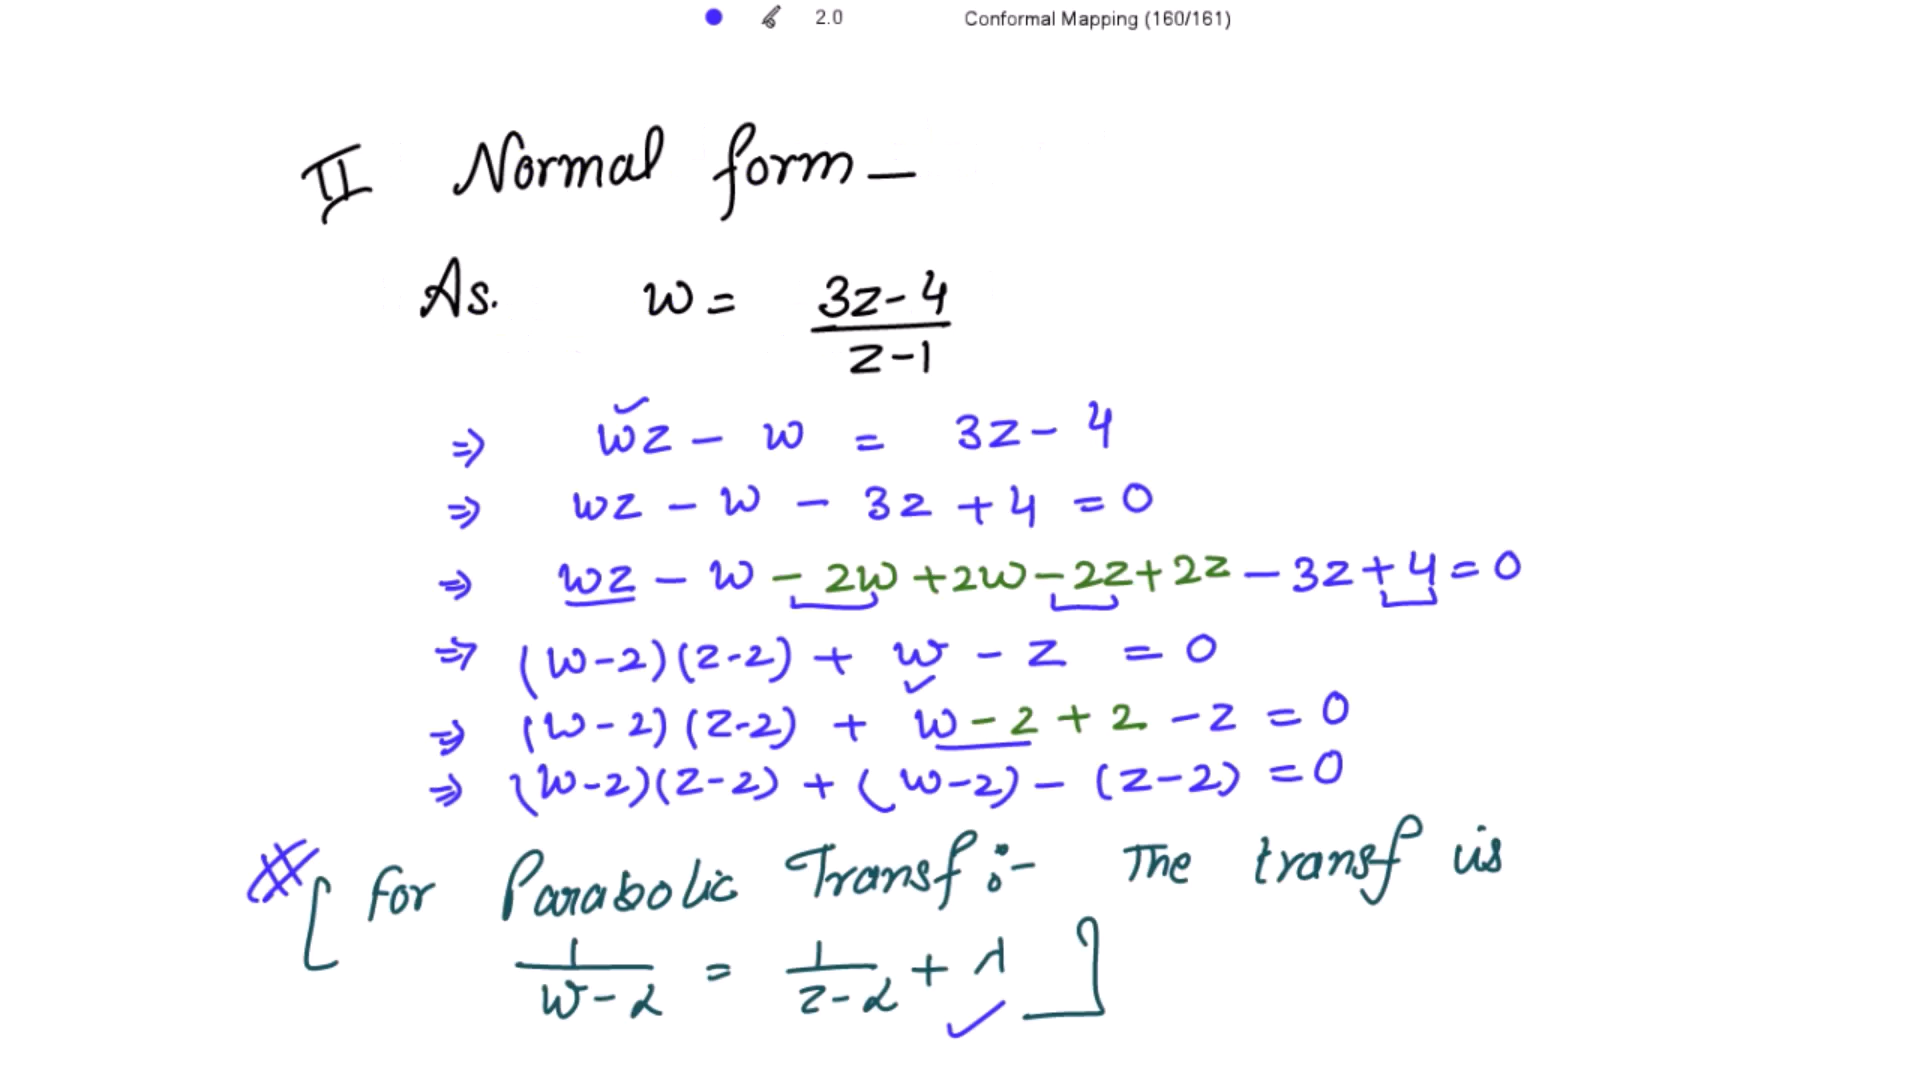 2.0 Conformal Mapping (160/161)
II Normal form —
As. w = (3z - 4)/(z - 1)
⇒ wz - w = 3z - 4
⇒ wz - w - 3z + 4 = 0
⇒ wz - w - 2w + 2w - 2z + 2z - 3z + 4 = 0
⇒ (w-2)(z-2) + w - z = 0
⇒ (w-2)(z-2) + w - 2 + 2 - z = 0
⇒ (w-2)(z-2) + (w-2) - (z-2) = 0
# [ for Parabolic Transf :- The transf is
1/(w-α) = 1/(z-α) + λ ]